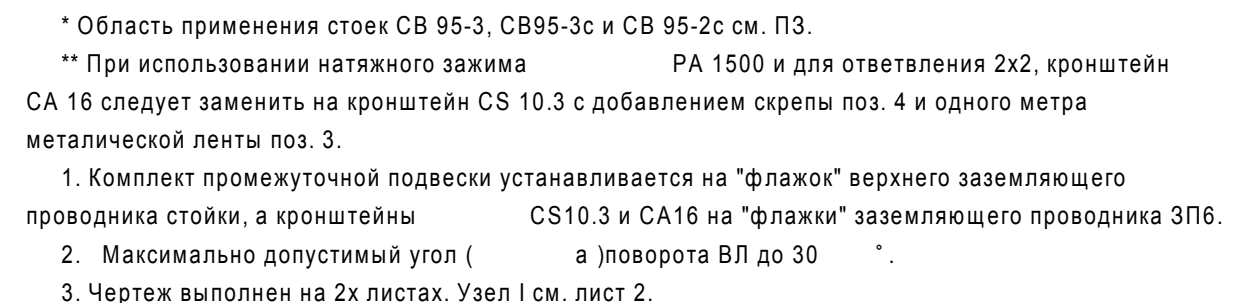 * Область применения стоек СВ 95-3, СВ95-3с и СВ 95-2с см. ПЗ.
** При использовании натяжного зажима РА 1500 и для ответвления 2х2, кронштейн
СА 16 следует заменить на кронштейн CS 10.3 с добавлением скрепы поз. 4 и одного метра
металической ленты поз. 3.
1. Комплект промежуточной подвески устанавливается на "флажок" верхнего заземляющего
проводника стойки, а кронштейны CS10.3 и СА16 на "флажки" заземляющего проводника ЗП6.
2. Максимально допустимый угол ( а )поворота ВЛ до 30 °.
3. Чертеж выполнен на 2х листах. Узел I см. лист 2.